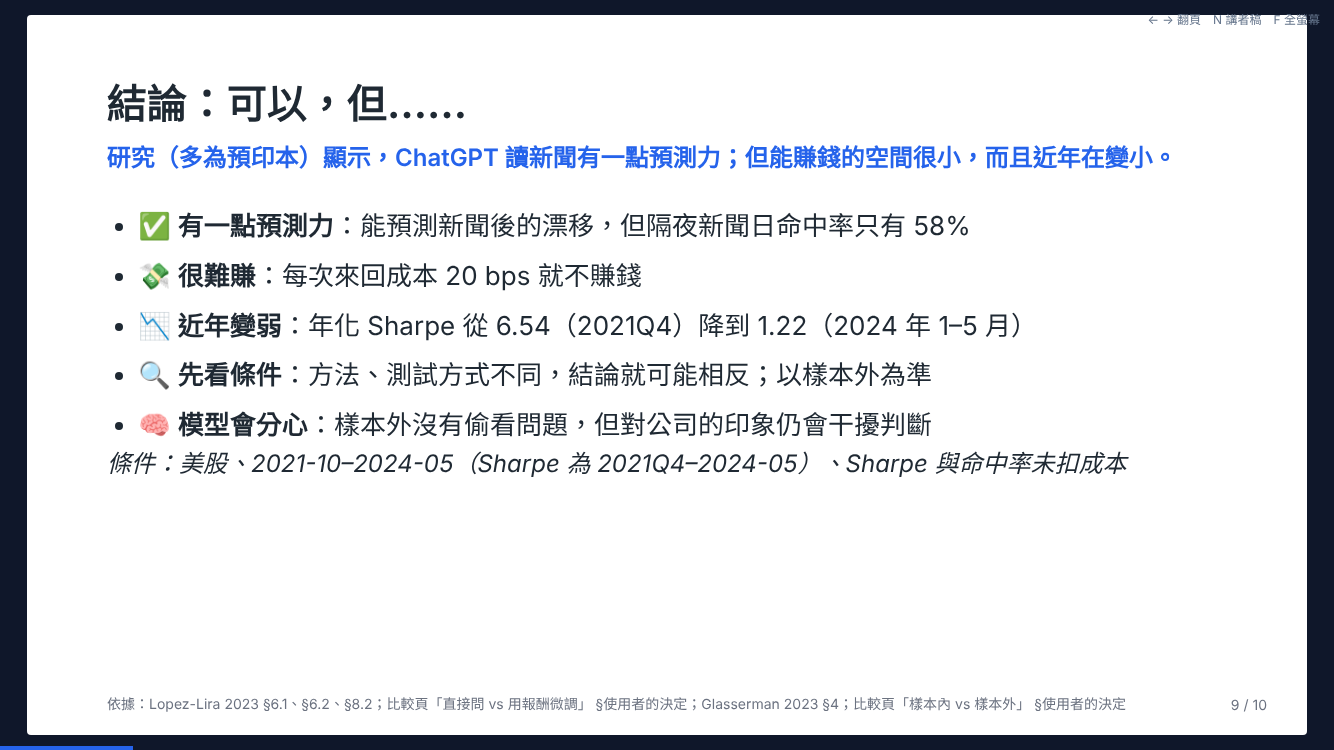 ← → 翻頁 N 講者稿 F 全螢幕
結論：可以，但……
研究（多為預印本）顯示，ChatGPT 讀新聞有一點預測力；但能賺錢的空間很小，而且近年在變小。
• ✅ 有一點預測力：能預測新聞後的漂移，但隔夜新聞日命中率只有 58%
• 💸 很難賺：每次來回成本 20 bps 就不賺錢
• 📉 近年變弱：年化 Sharpe 從 6.54（2021Q4）降到 1.22（2024 年 1–5 月）
• 🔍 先看條件：方法、測試方式不同，結論就可能相反；以樣本外為準
• 🧠 模型會分心：樣本外沒有偷看問題，但對公司的印象仍會干擾判斷
條件：美股、2021-10–2024-05（Sharpe 為 2021Q4–2024-05）、Sharpe 與命中率未扣成本
依據：Lopez-Lira 2023 §6.1、§6.2、§8.2；比較頁「直接問 vs 用報酬微調」 §使用者的決定；Glasserman 2023 §4；比較頁「樣本內 vs 樣本外」 §使用者的決定
9 / 10